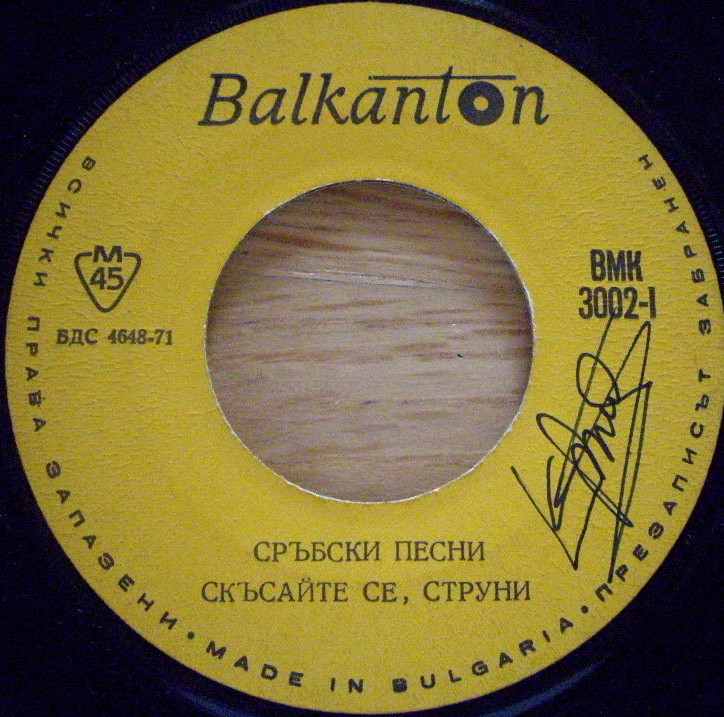 Balkanton
М
45
БДС 4648-71
ВМК
3002-I
СРЪБСКИ ПЕСНИ
СКЪСАЙТЕ СЕ, СТРУНИ
ВСИЧКИ ПРАВА ЗАПАЗЕНИ • MADE IN BULGARIA • ПРЕЗАПИСЪТ ЗАБРАНЕН